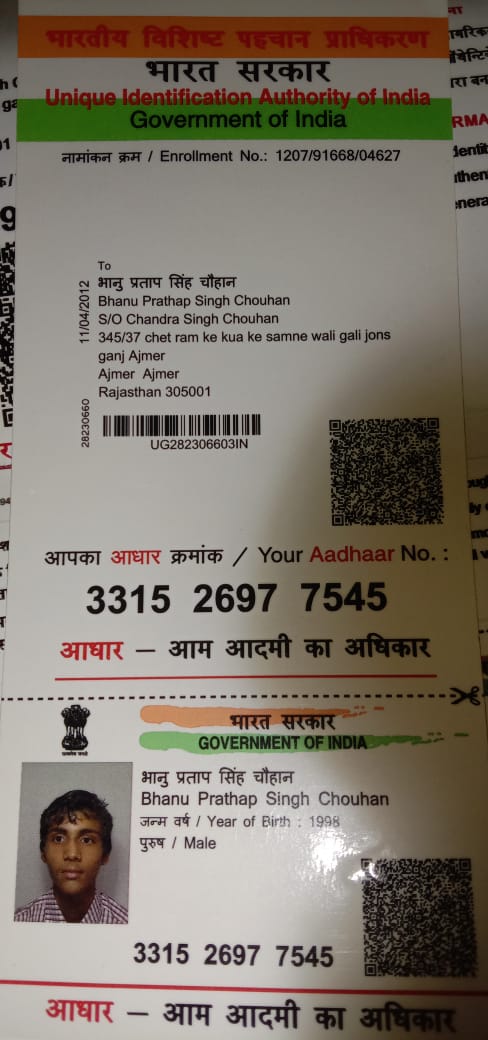 भारतीय विशिष्ट पहचान प्राधिकरण
भारत सरकार
Unique Identification Authority of India
Government of India
नामांकन क्रम / Enrollment No.: 1207/91668/04627
To
भानु प्रताप सिंह चौहान
Bhanu Prathap Singh Chouhan
S/O Chandra Singh Chouhan
345/37 chet ram ke kua ke samne wali gali jons
ganj Ajmer
Ajmer Ajmer
Rajasthan 305001
11/04/2012
28230660
UG282306603IN
आपका आधार क्रमांक / Your Aadhaar No. :
3315 2697 7545
आधार — आम आदमी का अधिकार
भारत सरकार
GOVERNMENT OF INDIA
भानु प्रताप सिंह चौहान
Bhanu Prathap Singh Chouhan
जन्म वर्ष / Year of Birth : 1998
पुरुष / Male
3315 2697 7545
आधार — आम आदमी का अधिकार